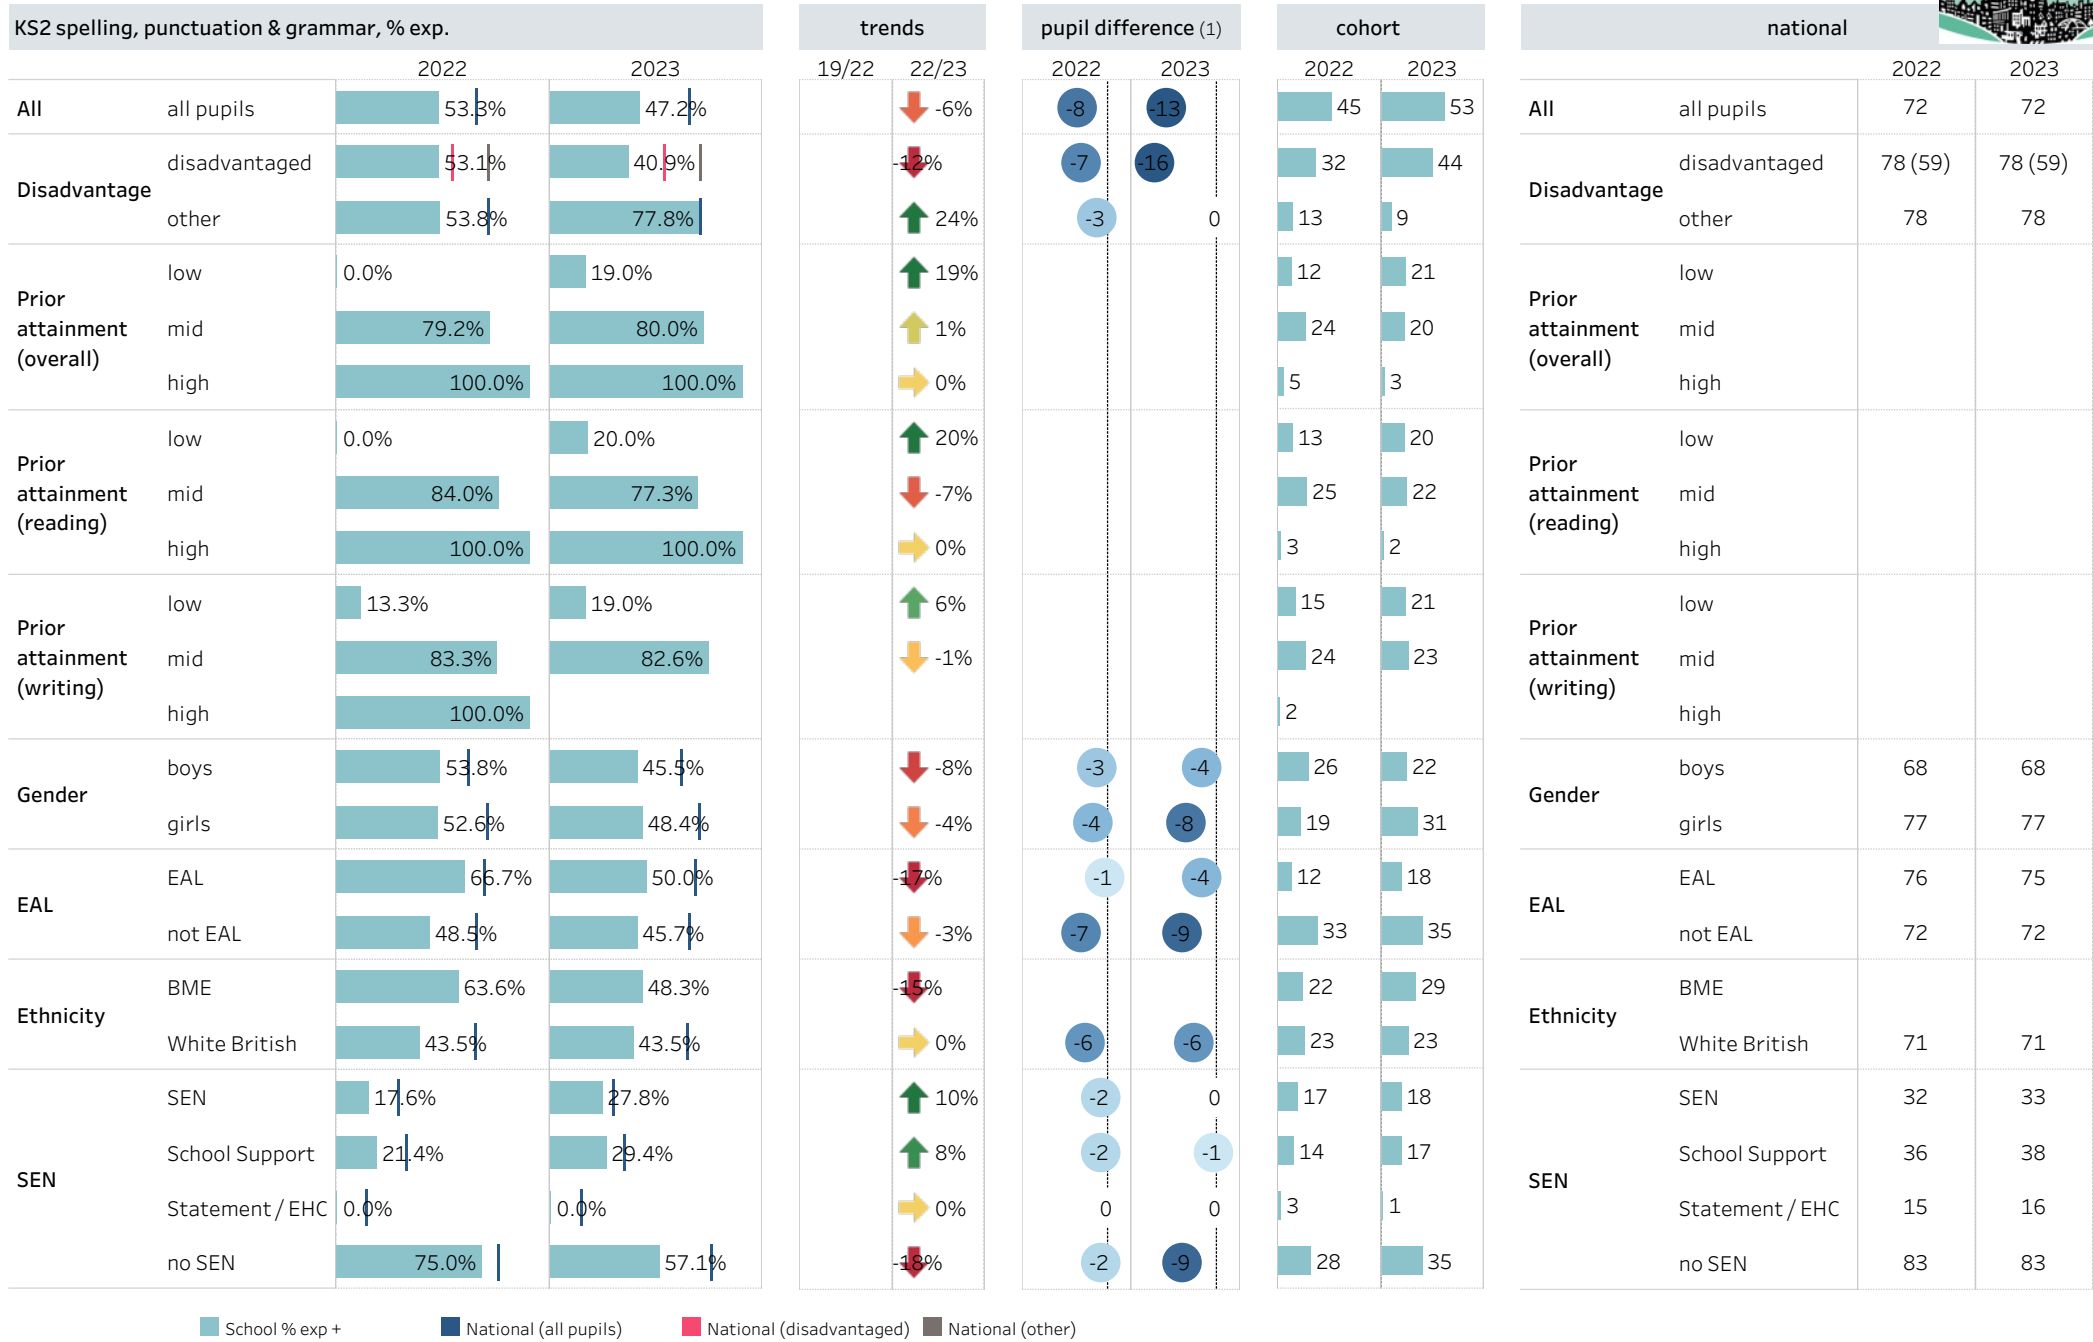 KS2 spelling, punctuation & grammar, % exp. trends pupil difference (1) cohort national
2022 2023 19/22 22/23 2022 2023 2022 2023 2022 2023
All all pupils 53.3% 47.2% -6% -8 -13 45 53 All all pupils 72 72
disadvantaged 53.1% 40.9% -12% -7 -16 32 44 disadvantaged 78 (59) 78 (59)
Disadvantage Disadvantage
other 53.8% 77.8% 24% -3 0 13 9 other 78 78
low 0.0% 19.0% 19% 12 21 low
Prior Prior
attainment mid 79.2% 80.0% 1% 24 20 attainment mid
(overall) (overall)
high 100.0% 100.0% 0% 5 3 high
low 0.0% 20.0% 20% 13 20 low
Prior Prior
attainment mid 84.0% 77.3% -7% 25 22 attainment mid
(reading) (reading)
high 100.0% 100.0% 0% 3 2 high
low 13.3% 19.0% 6% 15 21 low
Prior Prior
attainment mid 83.3% 82.6% -1% 24 23 attainment mid
(writing) (writing)
high 100.0% 2 high
boys 53.8% 45.5% -8% -3 -4 26 22 boys 68 68
Gender Gender
girls 52.6% 48.4% -4% -4 -8 19 31 girls 77 77
EAL 66.7% 50.0% -17% -1 -4 12 18 EAL 76 75
EAL EAL
not EAL 48.5% 45.7% -3% -7 -9 33 35 not EAL 72 72
BME 63.6% 48.3% -15% 22 29 BME
Ethnicity Ethnicity
White British 43.5% 43.5% 0% -6 -6 23 23 White British 71 71
SEN 17.6% 27.8% 10% -2 0 17 18 SEN 32 33
School Support 21.4% 29.4% 8% -2 -1 14 17 School Support 36 38
SEN SEN
Statement / EHC 0.0% 0.0% 0% 0 0 3 1 Statement / EHC 15 16
no SEN 75.0% 57.1% -18% -2 -9 28 35 no SEN 83 83
School % exp + National (all pupils) National (disadvantaged) National (other)